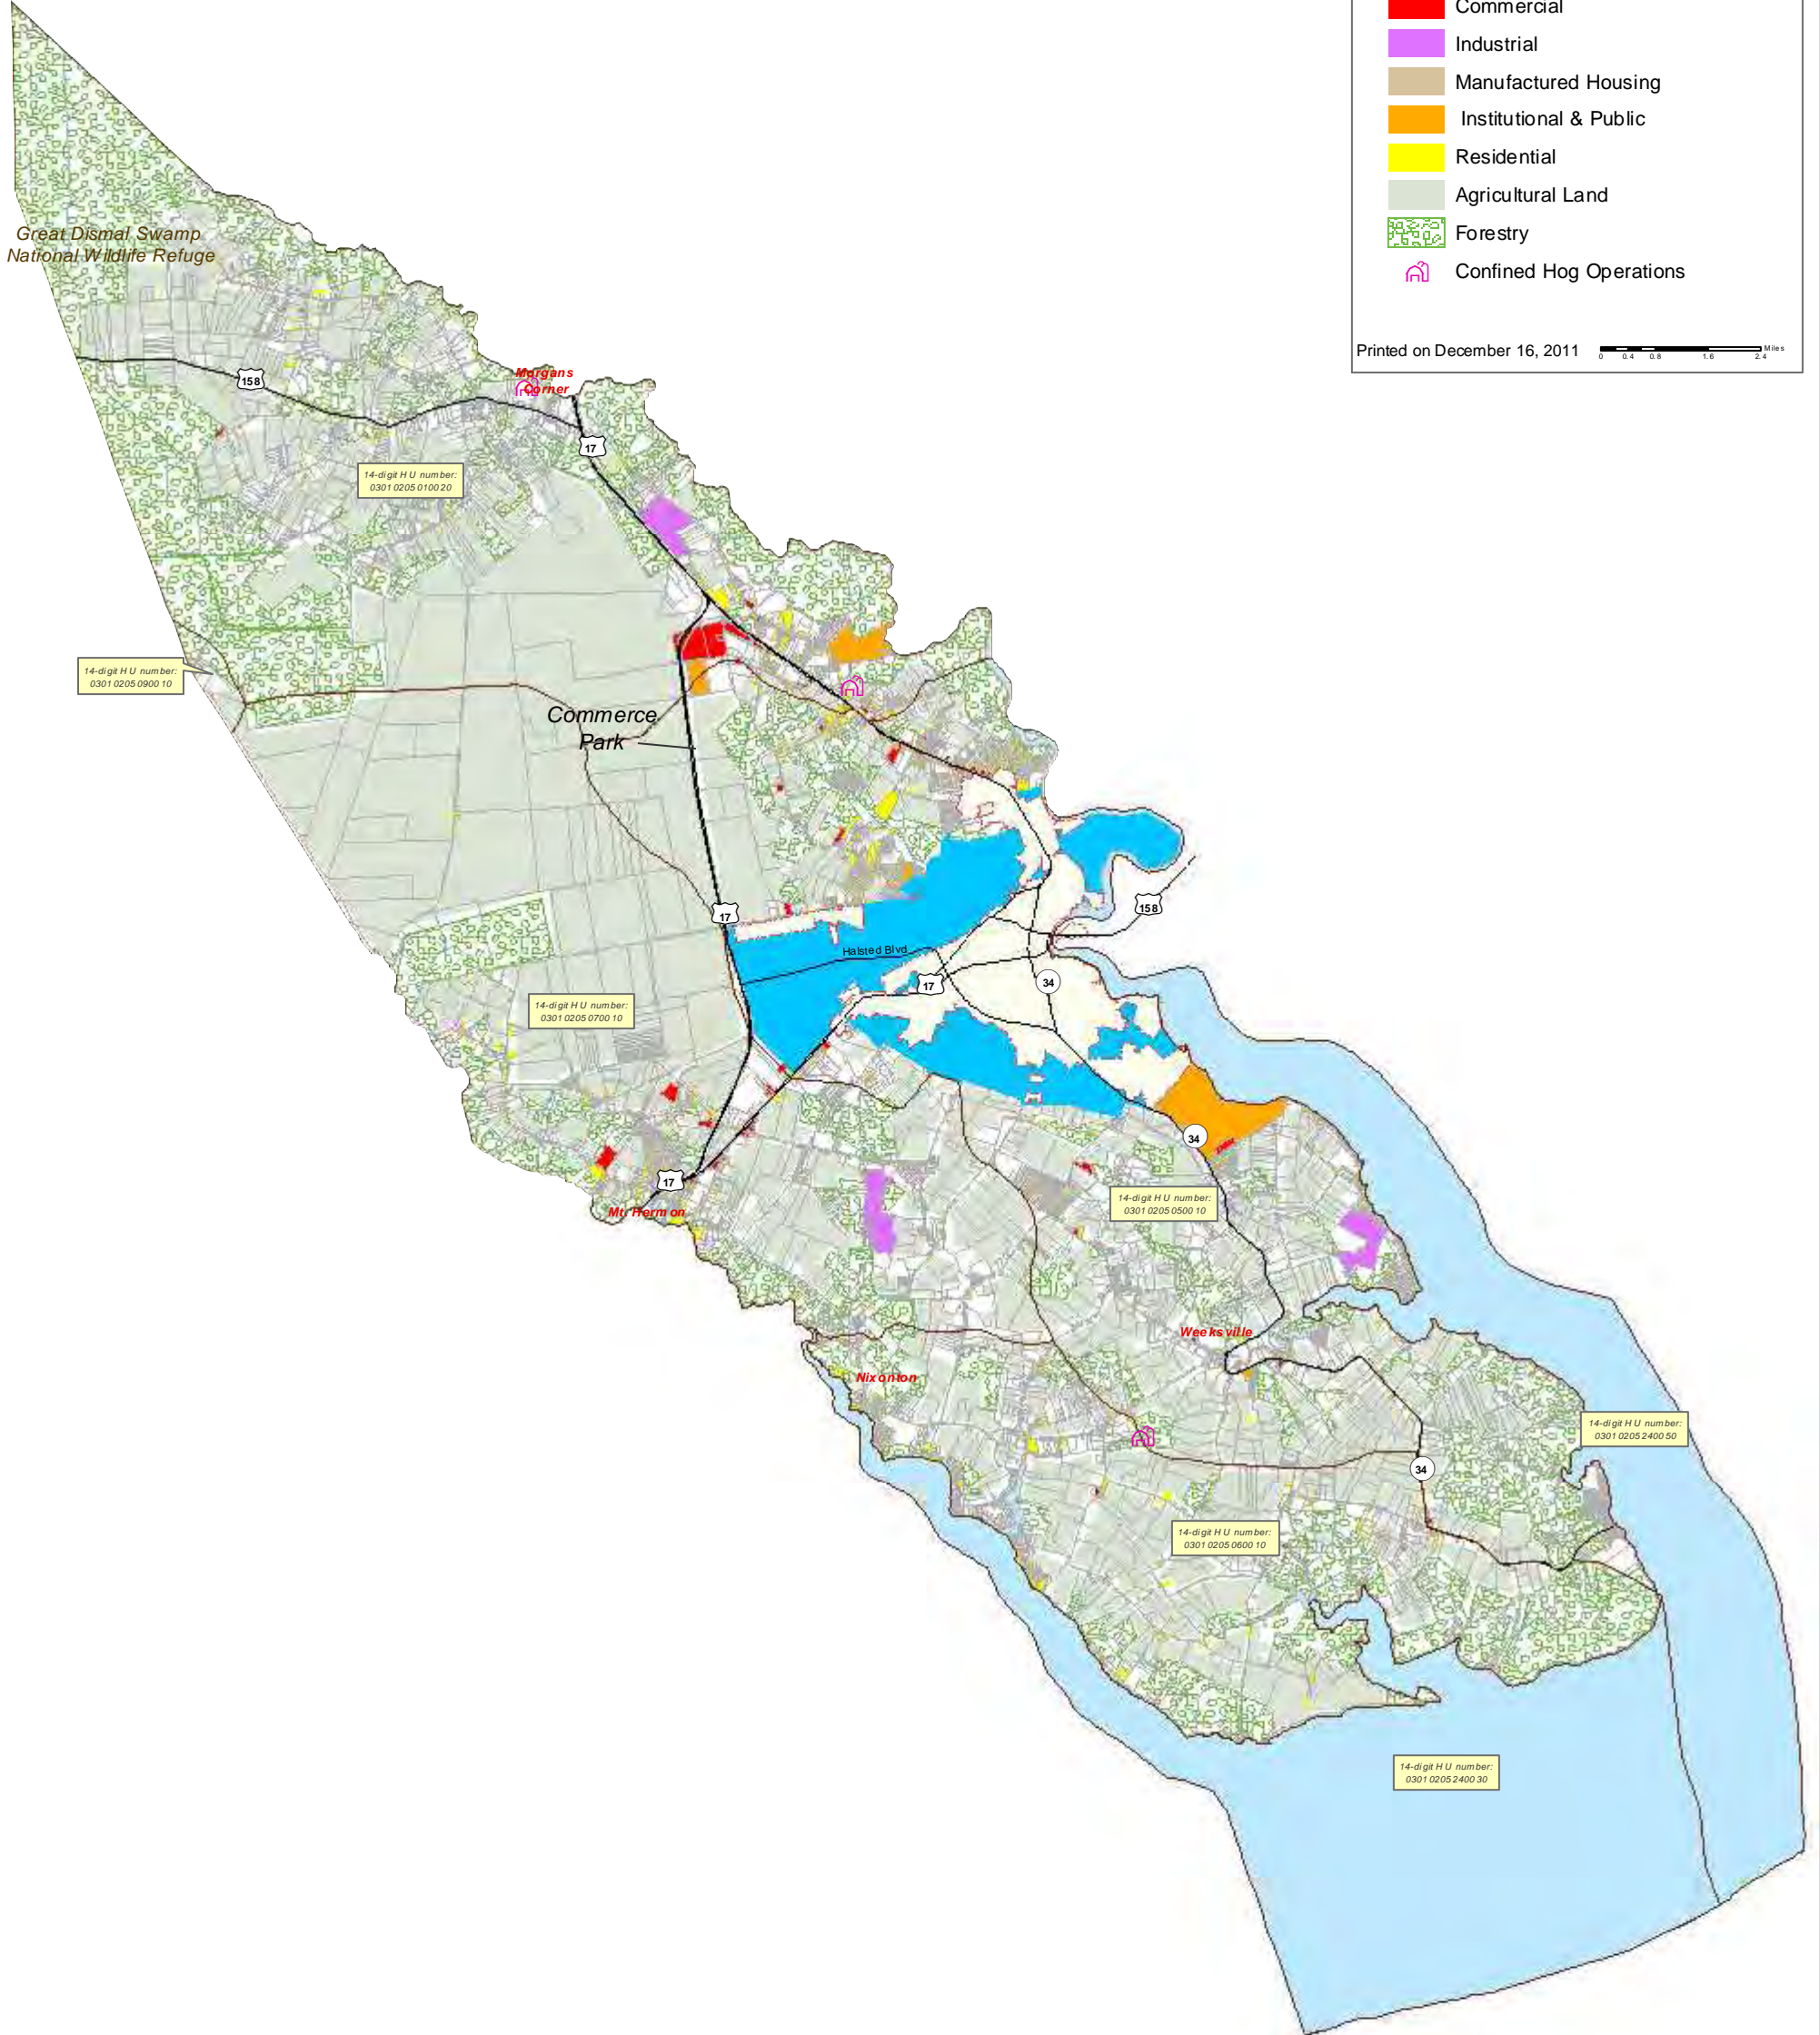 Commercial
Industrial
Manufactured Housing
Institutional & Public
Residential
Agricultural Land
Forestry
Confined Hog Operations
Printed on December 16, 2011
Miles
0 0.4 0.8 1.6 2.4
Great Dismal Swamp
National Wildlife Refuge
158
Morgans
Corner
17
14-digit HU number:
03010205010020
14-digit HU number:
03010205090010
Commerce
Park
158
17
Halsted Blvd
17
34
14-digit HU number:
03010205070010
34
17
Mt. Hermon
14-digit HU number:
03010205050010
Weeksville
Nixonton
14-digit HU number:
03010205240050
34
14-digit HU number:
03010205060010
14-digit HU number:
03010205240030